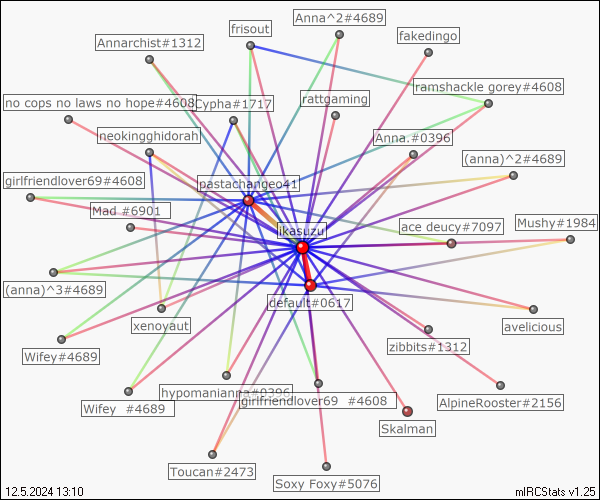 Anna^2#4689
frisout
fakedingo
Annarchist#1312
ramshackle gorey#4608
rattgaming
no cops no laws no hope#4608
Cypha#1717
neokingghidorah
Anna.#0396
(anna)^2#4689
girlfriendlover69#4608
pastachangeo41
Mad #6901
ikasuzu
ace deucy#7097
Mushy#1984
(anna)^3#4689
default#0617
xenoyaut
avelicious
zibbits#1312
Wifey#4689
hypomanianna#0396
girlfriendlover69 #4608
AlpineRooster#2156
Wifey #4689
Skalman
Toucan#2473
Soxy Foxy#5076
12.5.2024 13:10
mIRCStats v1.25